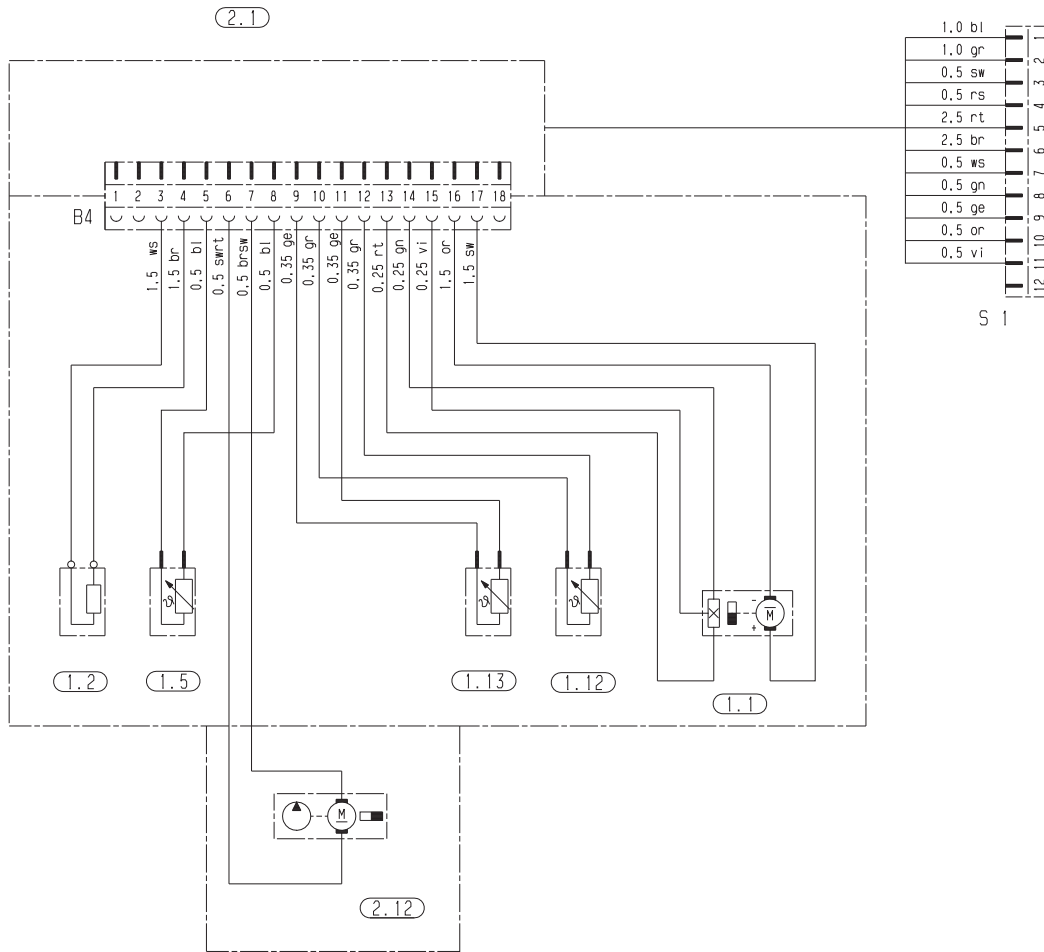 2.1
1.0 bl
1.0 gr
0.5 sw
0.5 rs
2.5 rt
2.5 br
0.5 ws
0.5 gn
0.5 ge
0.5 or
0.5 vi
1
2
3
4
5
6
7
8
9
10
11
12
S 1
1 2 3 4 5 6 7 8 9 10 11 12 13 14 15 16 17 18
B4
1.5 ws
1.5 br
0.5 bl
0.5 swrt
0.5 brsw
0.5 bl
0.35 ge
0.35 gr
0.35 ge
0.35 gr
0.25 rt
0.25 gn
0.25 vi
1.5 or
1.5 sw
ϑ
ϑ
ϑ
-
+
M
1.2
1.5
1.13
1.12
1.1
M
2.12